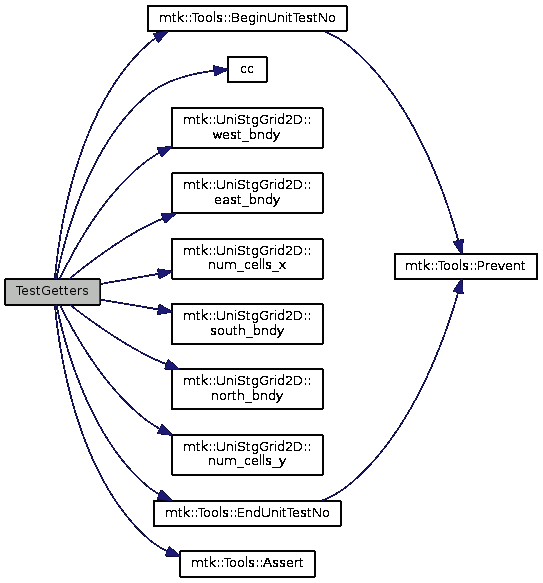 mtk::Tools::BeginUnitTestNo
cc
mtk::UniStgGrid2D::
west_bndy
mtk::UniStgGrid2D::
east_bndy
mtk::UniStgGrid2D::
num_cells_x
mtk::Tools::Prevent
TestGetters
mtk::UniStgGrid2D::
south_bndy
mtk::UniStgGrid2D::
north_bndy
mtk::UniStgGrid2D::
num_cells_y
mtk::Tools::EndUnitTestNo
mtk::Tools::Assert